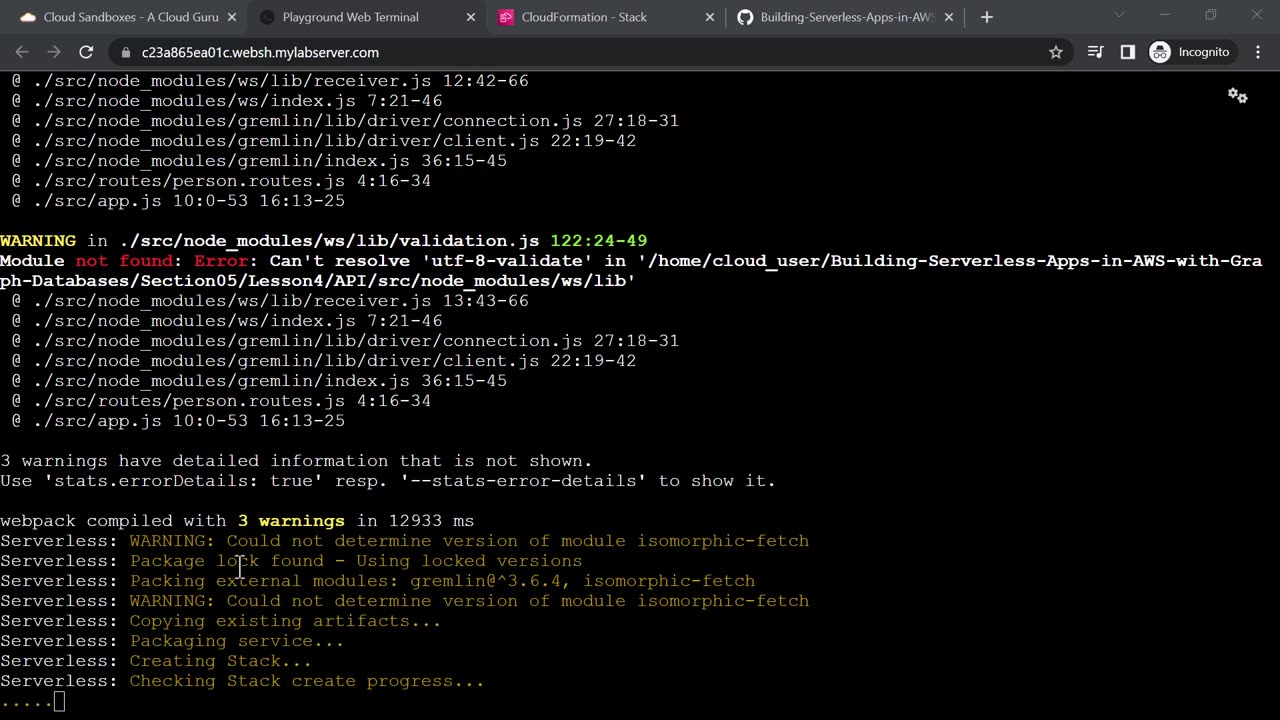 Cloud Sandboxes - A Cloud Guru
Playground Web Terminal
CloudFormation - Stack
Building-Serverless-Apps-in-AWS
c23a865ea01c.websh.mylabserver.com
Incognito
@ ./src/node_modules/ws/lib/receiver.js 12:42-66
@ ./src/node_modules/ws/index.js 7:21-46
@ ./src/node_modules/gremlin/lib/driver/connection.js 27:18-31
@ ./src/node_modules/gremlin/lib/driver/client.js 22:19-42
@ ./src/node_modules/gremlin/index.js 36:15-45
@ ./src/routes/person.routes.js 4:16-34
@ ./src/app.js 10:0-53 16:13-25
WARNING in ./src/node_modules/ws/lib/validation.js 122:24-49
Module not found: Error: Can't resolve 'utf-8-validate' in '/home/cloud_user/Building-Serverless-Apps-in-AWS-with-Gra
ph-Databases/Section05/Lesson4/API/src/node_modules/ws/lib'
@ ./src/node_modules/ws/lib/receiver.js 13:43-66
@ ./src/node_modules/ws/index.js 7:21-46
@ ./src/node_modules/gremlin/lib/driver/connection.js 27:18-31
@ ./src/node_modules/gremlin/lib/driver/client.js 22:19-42
@ ./src/node_modules/gremlin/index.js 36:15-45
@ ./src/routes/person.routes.js 4:16-34
@ ./src/app.js 10:0-53 16:13-25
3 warnings have detailed information that is not shown.
Use 'stats.errorDetails: true' resp. '--stats-error-details' to show it.
webpack compiled with 3 warnings in 12933 ms
Serverless: WARNING: Could not determine version of module isomorphic-fetch
Serverless: Package lock found - Using locked versions
Serverless: Packing external modules: gremlin@^3.6.4, isomorphic-fetch
Serverless: WARNING: Could not determine version of module isomorphic-fetch
Serverless: Copying existing artifacts...
Serverless: Packaging service...
Serverless: Creating Stack...
Serverless: Checking Stack create progress...
.....